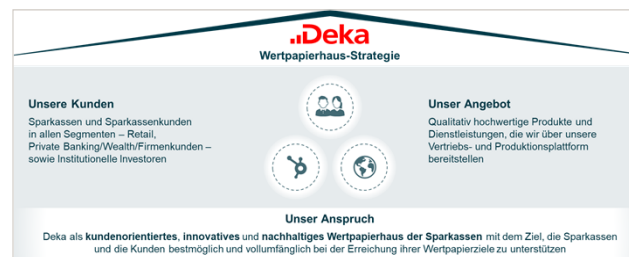 .ıDeka
Wertpapierhaus-Strategie
Unsere Kunden
Sparkassen und Sparkassenkunden
in allen Segmenten – Retail,
Private Banking/Wealth/Firmenkunden –
sowie Institutionelle Investoren
Unser Angebot
Qualitativ hochwertige Produkte und
Dienstleistungen, die wir über unsere
Vertriebs- und Produktionsplattform
bereitstellen
Unser Anspruch
Deka als kundenorientiertes, innovatives und nachhaltiges Wertpapierhaus der Sparkassen mit dem Ziel, die Sparkassen
und die Kunden bestmöglich und vollumfänglich bei der Erreichung ihrer Wertpapierziele zu unterstützen